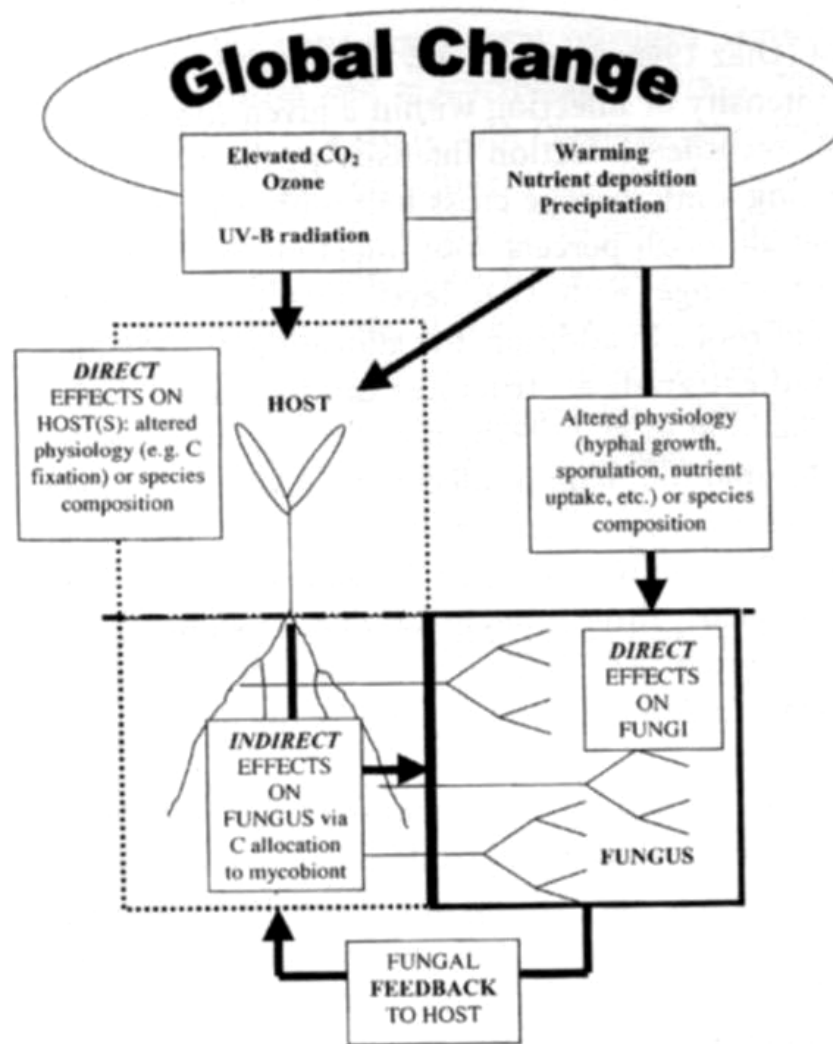 Global Change
Elevated CO₂
Ozone
UV-B radiation
Warming
Nutrient deposition
Precipitation
DIRECT
EFFECTS ON
HOST(S): altered
physiology (e.g. C
fixation) or species
composition
HOST
Altered physiology
(hyphal growth,
sporulation, nutrient
uptake, etc.) or species
composition
DIRECT
EFFECTS
ON
FUNGI
INDIRECT
EFFECTS
ON
FUNGUS via
C allocation
to mycobiont
FUNGUS
FUNGAL
FEEDBACK
TO HOST